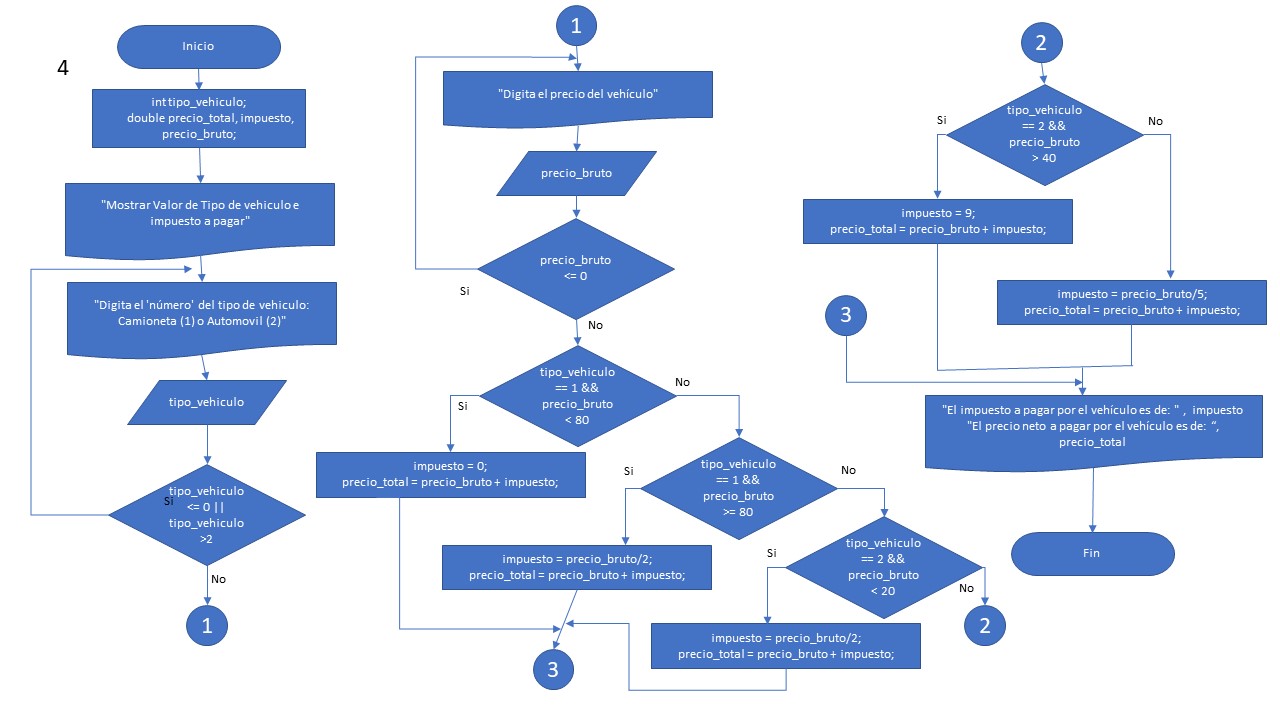 4
Inicio
int tipo_vehiculo;
double precio_total, impuesto,
precio_bruto;
"Mostrar Valor de Tipo de vehiculo e
impuesto a pagar"
"Digita el 'número' del tipo de vehiculo:
Camioneta (1) o Automovil (2)"
tipo_vehiculo
Si
tipo_vehiculo
<= 0 ||
tipo_vehiculo
>2
No
1
1
"Digita el precio del vehículo"
precio_bruto
precio_bruto
<= 0
Si
No
tipo_vehiculo
== 1 &&
precio_bruto
< 80
Si
No
impuesto = 0;
precio_total = precio_bruto + impuesto;
tipo_vehiculo
== 1 &&
precio_bruto
>= 80
Si
No
impuesto = precio_bruto/2;
precio_total = precio_bruto + impuesto;
tipo_vehiculo
== 2 &&
precio_bruto
< 20
Si
No
impuesto = precio_bruto/2;
precio_total = precio_bruto + impuesto;
3
2
2
tipo_vehiculo
== 2 &&
precio_bruto
> 40
Si
No
impuesto = 9;
precio_total = precio_bruto + impuesto;
impuesto = precio_bruto/5;
precio_total = precio_bruto + impuesto;
3
"El impuesto a pagar por el vehículo es de: " , impuesto
"El precio neto a pagar por el vehículo es de: “,
precio_total
Fin